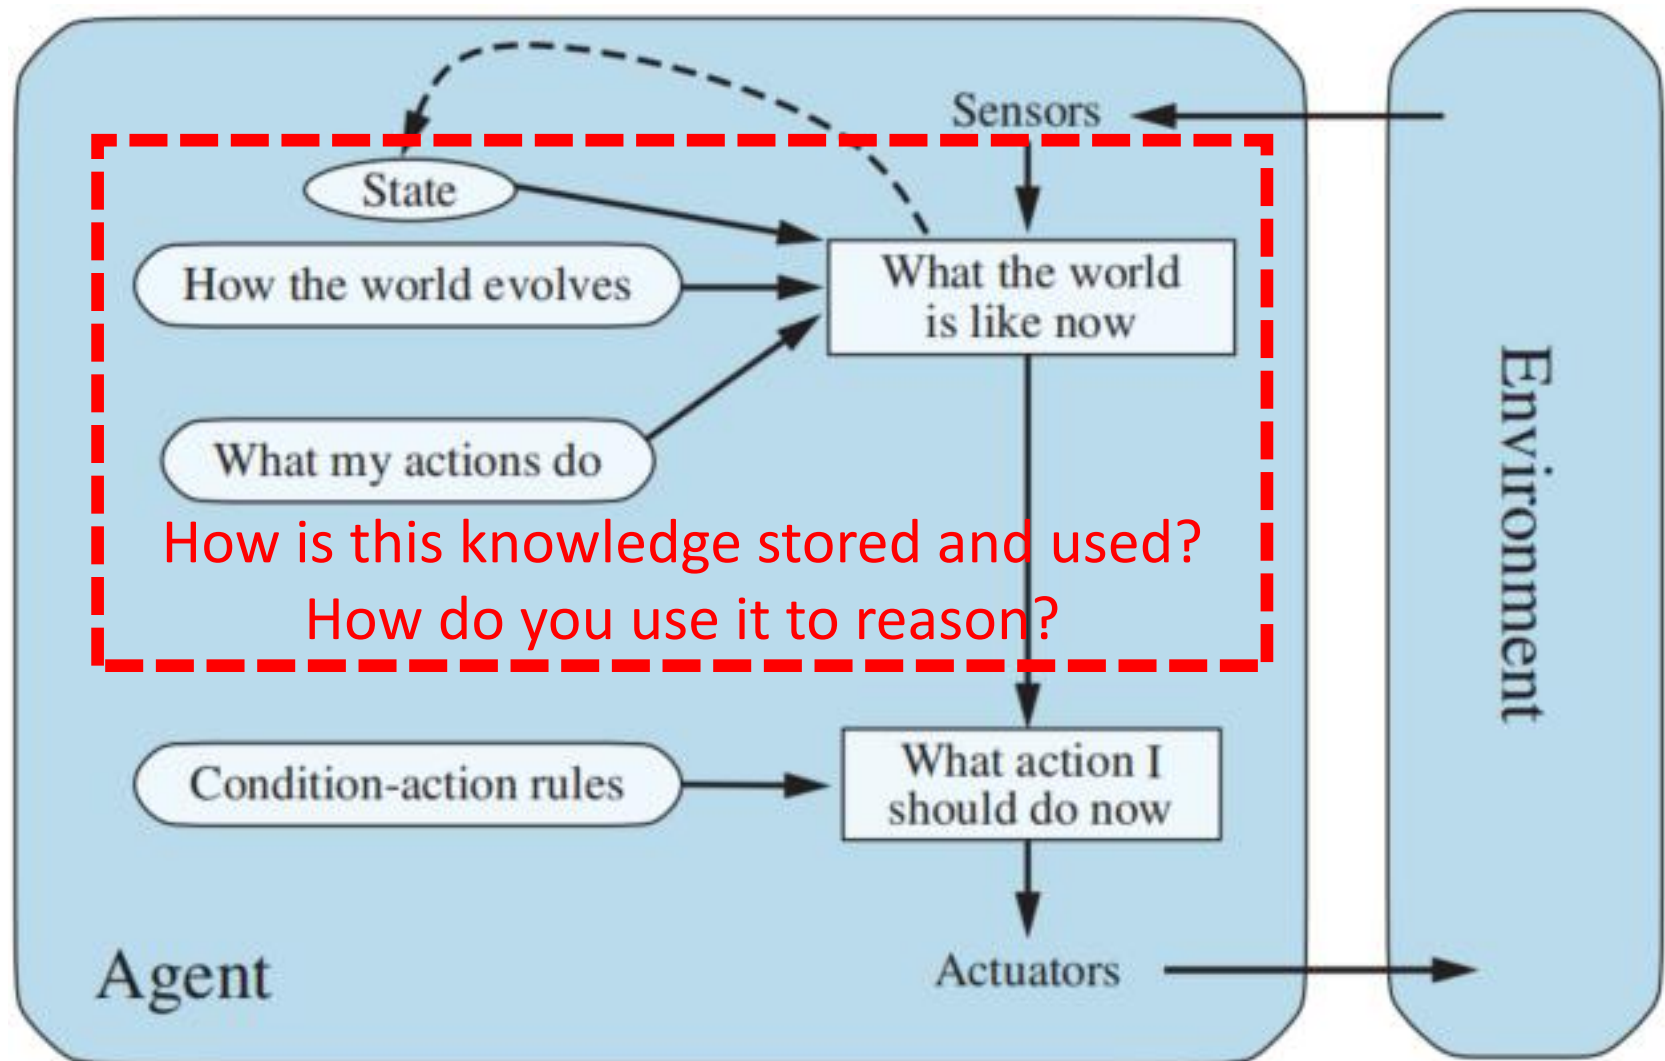 Sensors
State
How the world evolves
What the world
is like now
What my actions do
How is this knowledge stored and used?
How do you use it to reason?
Condition-action rules
What action I
should do now
Agent
Actuators
Environment